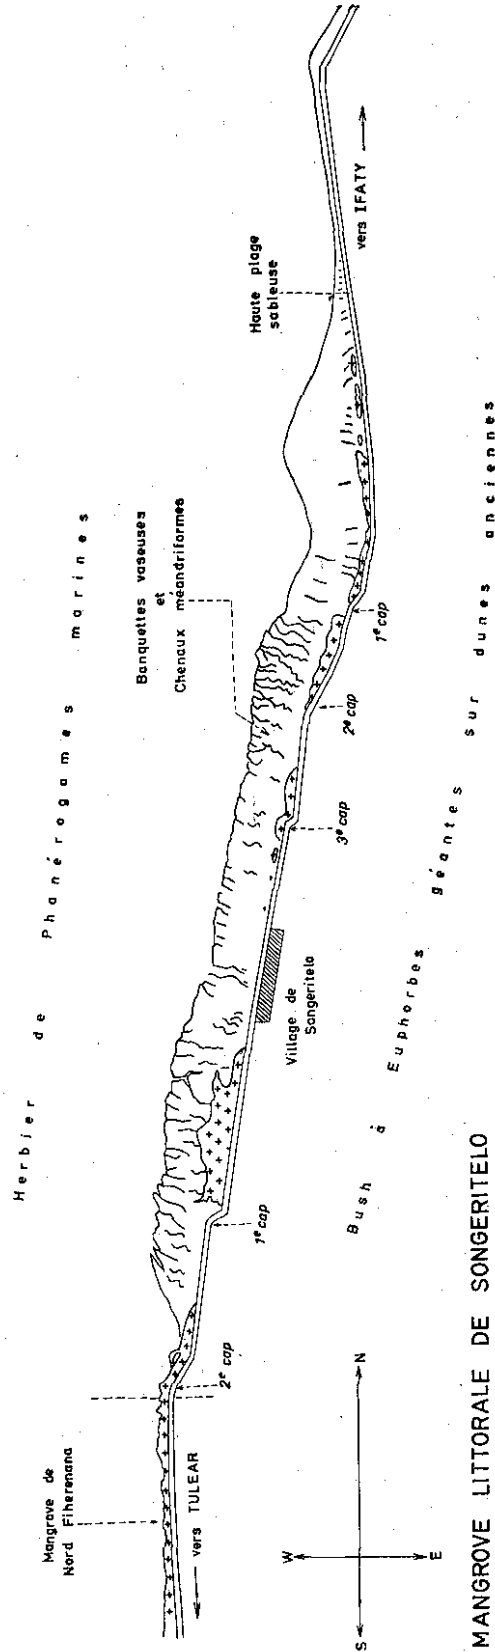 Herbier de Phanérogames marines
Mangrove de
Nord Fiherenana
vers TULEAR
2e cap
1e cap
Village de
Songeritelo
Banquettes vaseuses
et
Chenaux méandriformes
3e cap
2e cap
1e cap
Haute plage
sableuse
vers IFATY
Bush à Euphorbes géantes sur dunes anciennes
W
S
N
E
MANGROVE LITTORALE DE SONGERITELO